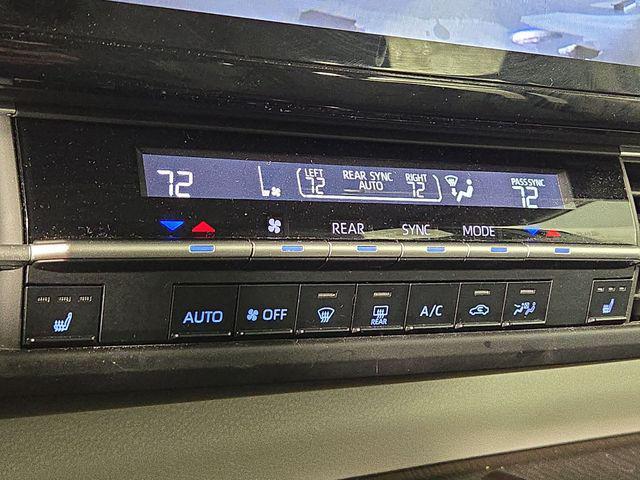 72
LEFT
72
REAR SYNC
AUTO
RIGHT
72
PASS SYNC
72
REAR
SYNC
MODE
AUTO
OFF
REAR
A/C